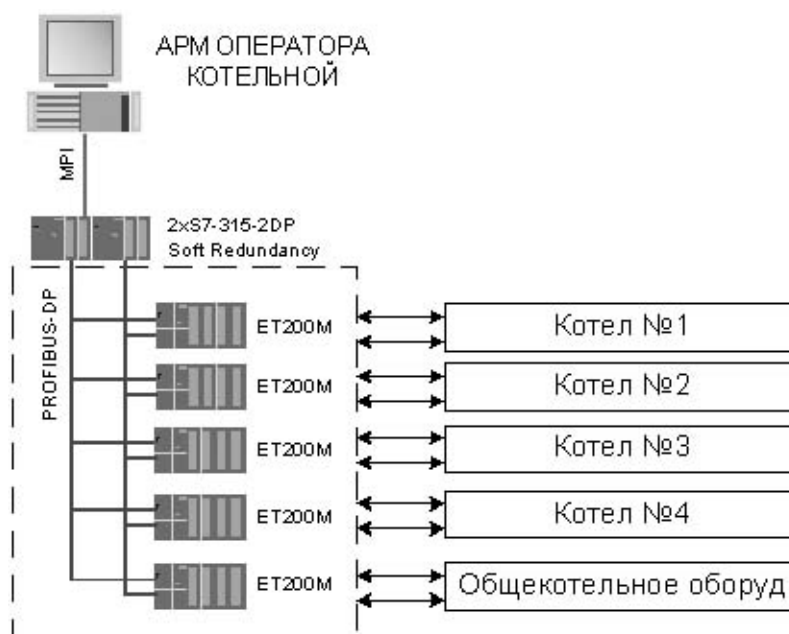 АРМ ОПЕРАТОРА
КОТЕЛЬНОЙ
MPI
2xS7-315-2DP
Soft Redundancy
PROFIBUS-DP
ET200M
Котел №1
ET200M
Котел №2
ET200M
Котел №3
ET200M
Котел №4
ET200M
Общекотельное оборуд